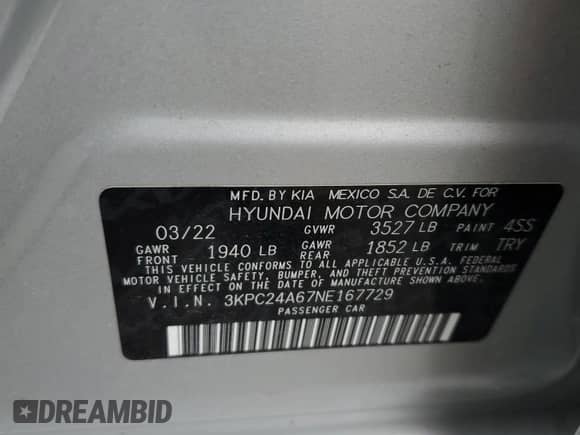 MFD. BY KIA MEXICO S.A. DE C.V. FOR
HYUNDAI MOTOR COMPANY
03/22 GVWR 3527 LB PAINT 4SS
GAWR FRONT 1940 LB GAWR REAR 1852 LB TRIM TRY
THIS VEHICLE CONFORMS TO ALL APPLICABLE U.S.A. FEDERAL
MOTOR VEHICLE SAFETY, BUMPER, AND THEFT PREVENTION STANDARDS
IN EFFECT ON THE DATE OF MANUFACTURE SHOWN ABOVE.
V.I.N. 3KPC24A67NE167729
PASSENGER CAR
DREAMBID